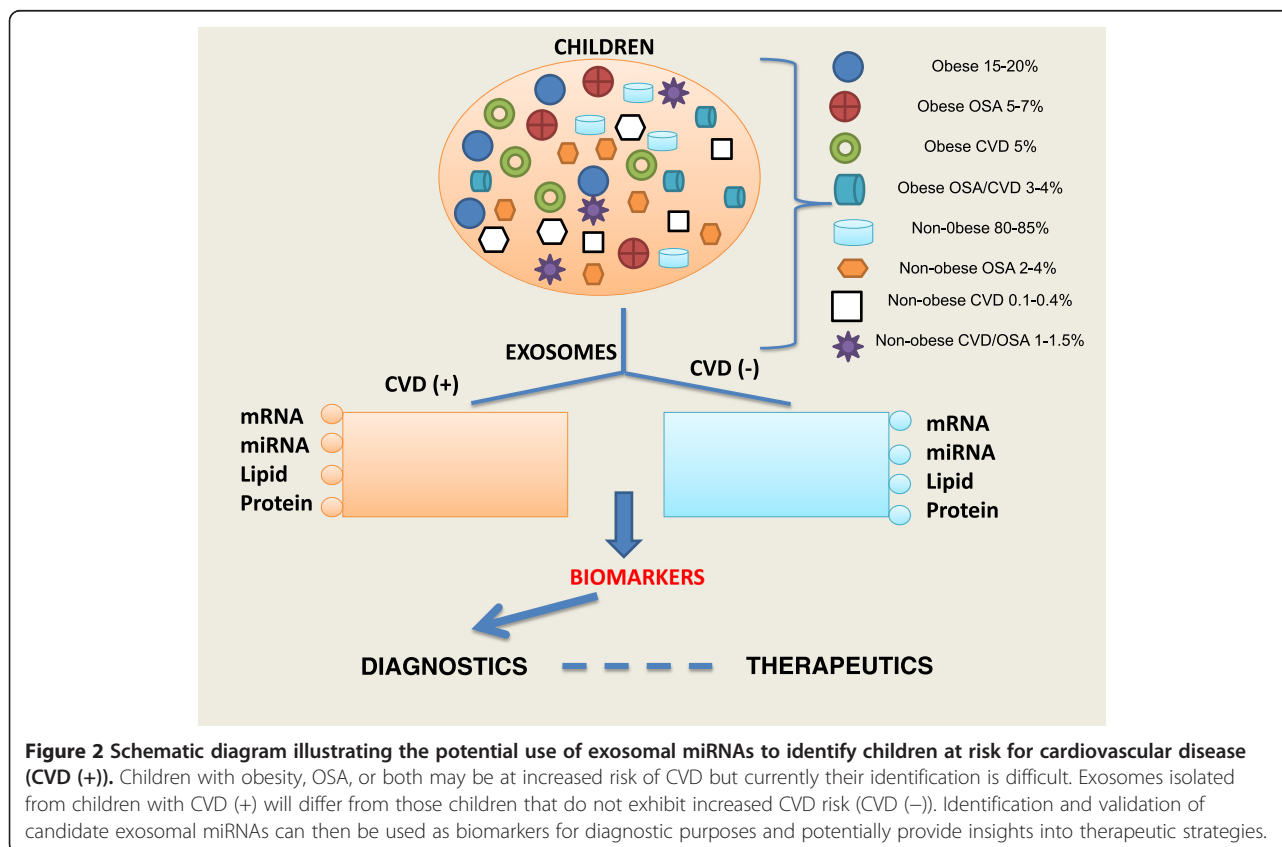 CHILDREN
Obese 15-20%
Obese OSA 5-7%
Obese CVD 5%
Obese OSA/CVD 3-4%
Non-0bese 80-85%
Non-obese OSA 2-4%
Non-obese CVD 0.1-0.4%
Non-obese CVD/OSA 1-1.5%
EXOSOMES
CVD (+)
CVD (-)
mRNA
miRNA
Lipid
Protein
mRNA
miRNA
Lipid
Protein
BIOMARKERS
DIAGNOSTICS
THERAPEUTICS
Figure 2 Schematic diagram illustrating the potential use of exosomal miRNAs to identify children at risk for cardiovascular disease
(CVD (+)). Children with obesity, OSA, or both may be at increased risk of CVD but currently their identification is difficult. Exosomes isolated
from children with CVD (+) will differ from those children that do not exhibit increased CVD risk (CVD (−)). Identification and validation of
candidate exosomal miRNAs can then be used as biomarkers for diagnostic purposes and potentially provide insights into therapeutic strategies.